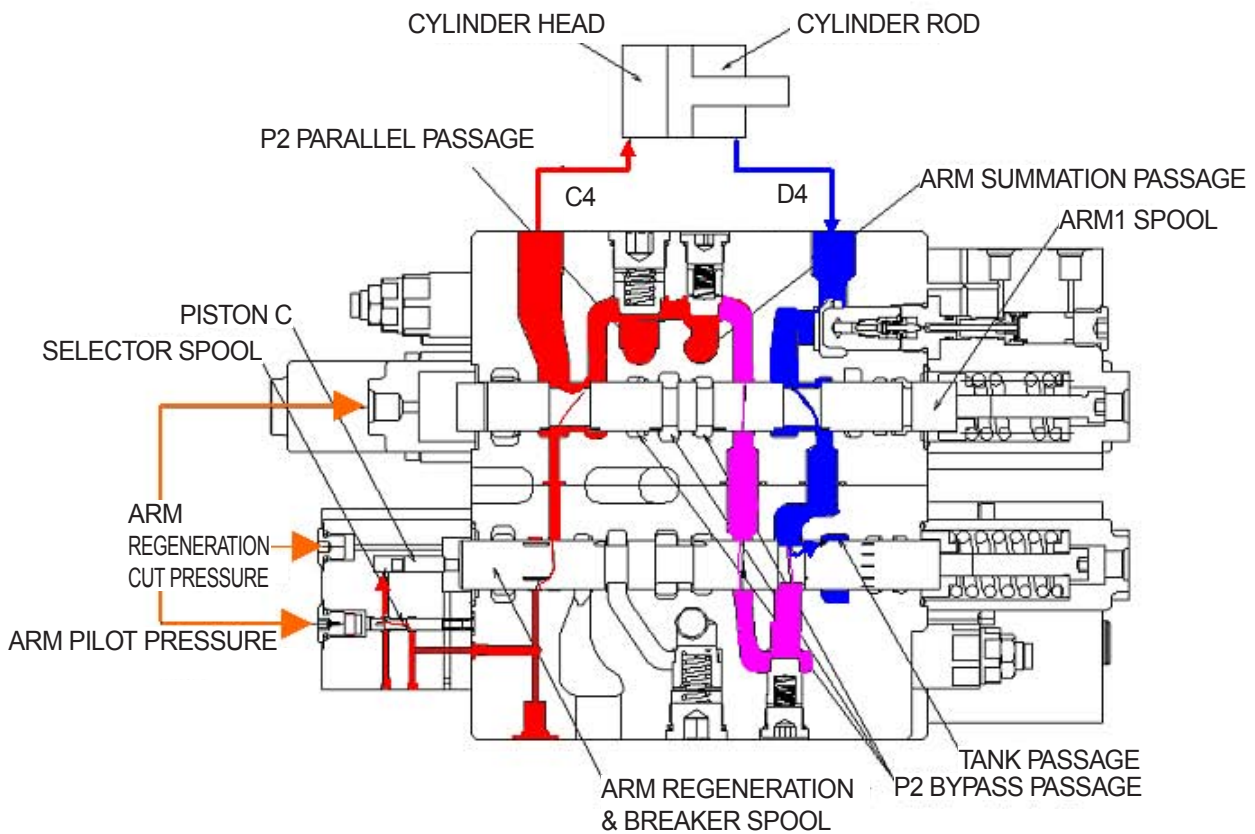 CYLINDER HEAD
CYLINDER ROD
P2 PARALLEL PASSAGE
C4
D4
ARM SUMMATION PASSAGE
ARM1 SPOOL
PISTON C
SELECTOR SPOOL
ARM
REGENERATION
CUT PRESSURE
ARM PILOT PRESSURE
TANK PASSAGE
P2 BYPASS PASSAGE
ARM REGENERATION
& BREAKER SPOOL